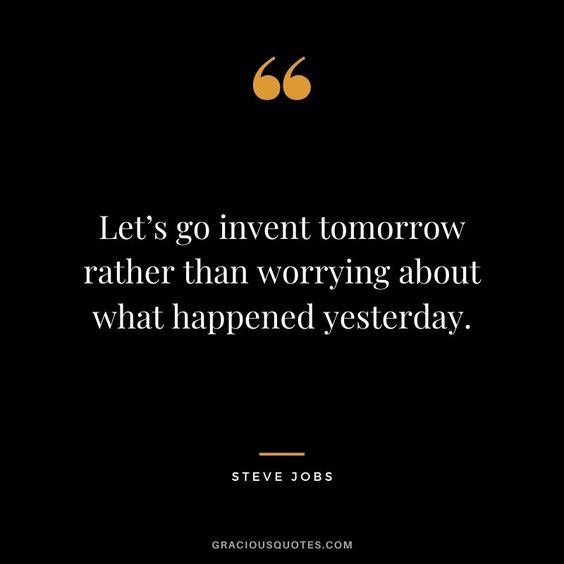 “
Let’s go invent tomorrow
rather than worrying about
what happened yesterday.
STEVE JOBS
GRACIOUSQUOTES.COM